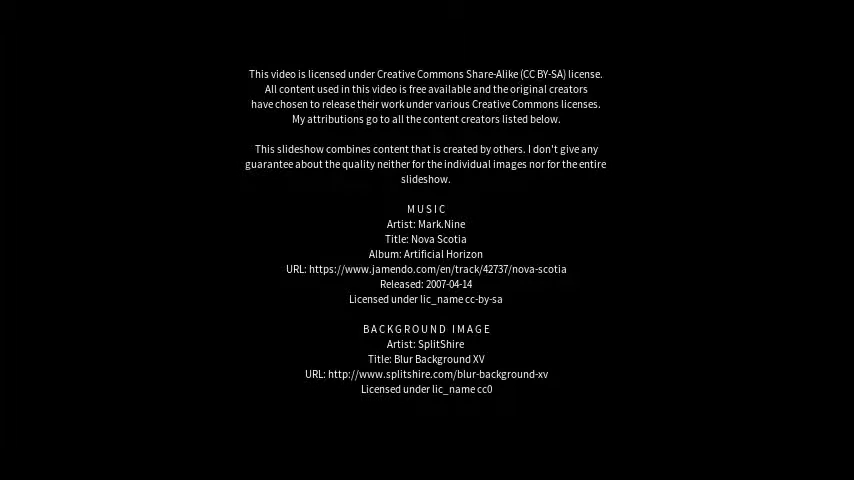 This video is licensed under Creative Commons Share-Alike (CC BY-SA) license.
All content used in this video is free available and the original creators
have chosen to release their work under various Creative Commons licenses.
My attributions go to all the content creators listed below.
This slideshow combines content that is created by others. I don't give any
guarantee about the quality neither for the individual images nor for the entire
slideshow.
MUSIC
Artist: Mark.Nine
Title: Nova Scotia
Album: Artificial Horizon
URL: https://www.jamendo.com/en/track/42737/nova-scotia
Released: 2007-04-14
Licensed under lic_name cc-by-sa
BACKGROUND IMAGE
Artist: SplitShire
Title: Blur Background XV
URL: http://www.splitshire.com/blur-background-xv
Licensed under lic_name cc0